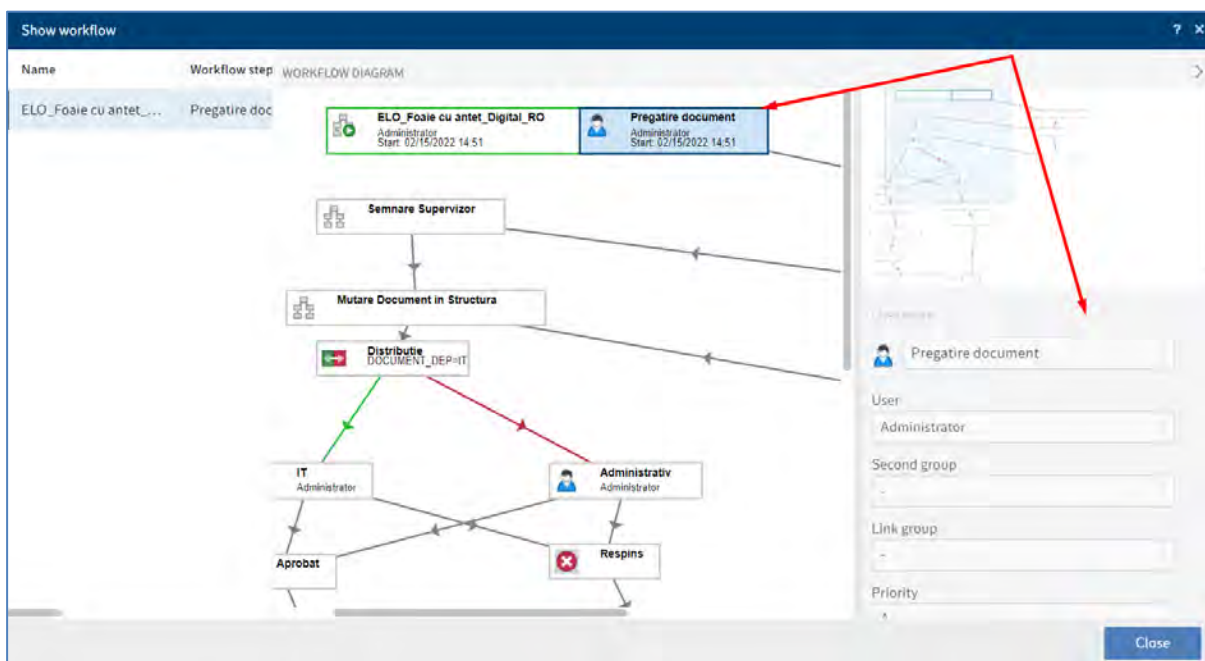 Show workflow
?
Name
Workflow step
WORKFLOW DIAGRAM
ELO_Foaie cu antet_...
Pregatire doc
ELO_Foaie cu antet_Digital_RO
Administrator
Start: 02/15/2022 14:51
Pregatire document
Administrator
Start: 02/15/2022 14:51
Semnare Supervizor
Mutare Document in Structura
Distributie
DOCUMENT_DEP=IT
IT
Administrator
Administrativ
Administrator
Aprobat
Respins
Pregatire document
User
Administrator
Second group
-
Link group
-
Priority
Close